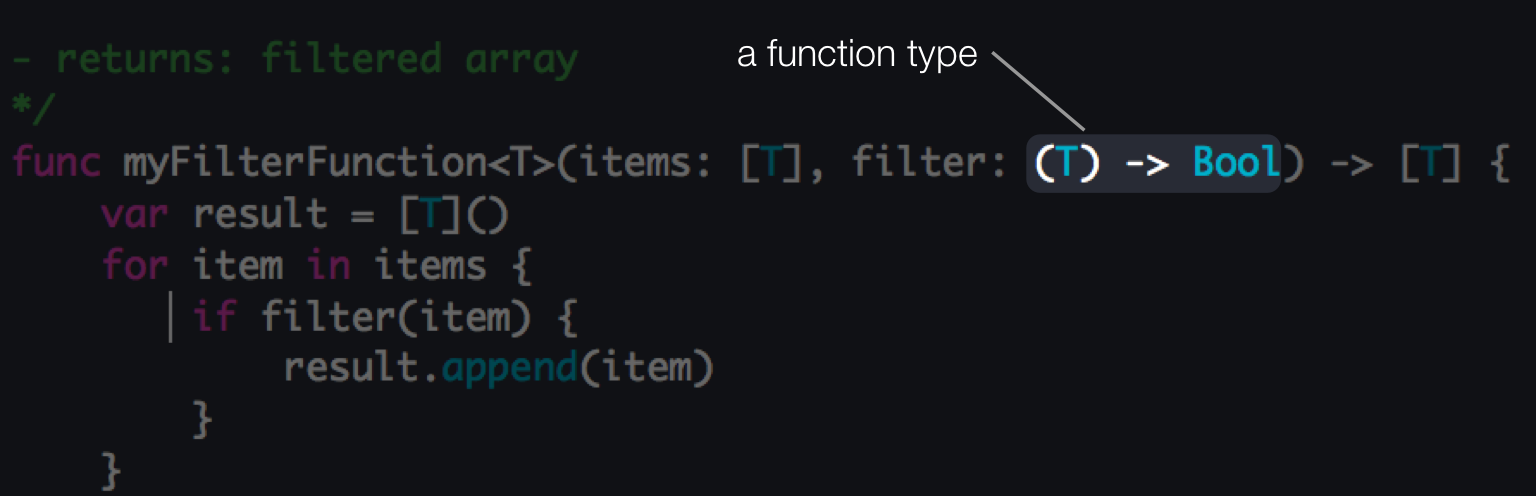 a function type
- returns: filtered array
*/
func myFilterFunction<T>(items: [T], filter: (T) -> Bool) -> [T] {
    var result = [T]()
    for item in items {
        if filter(item) {
            result.append(item)
        }
    }